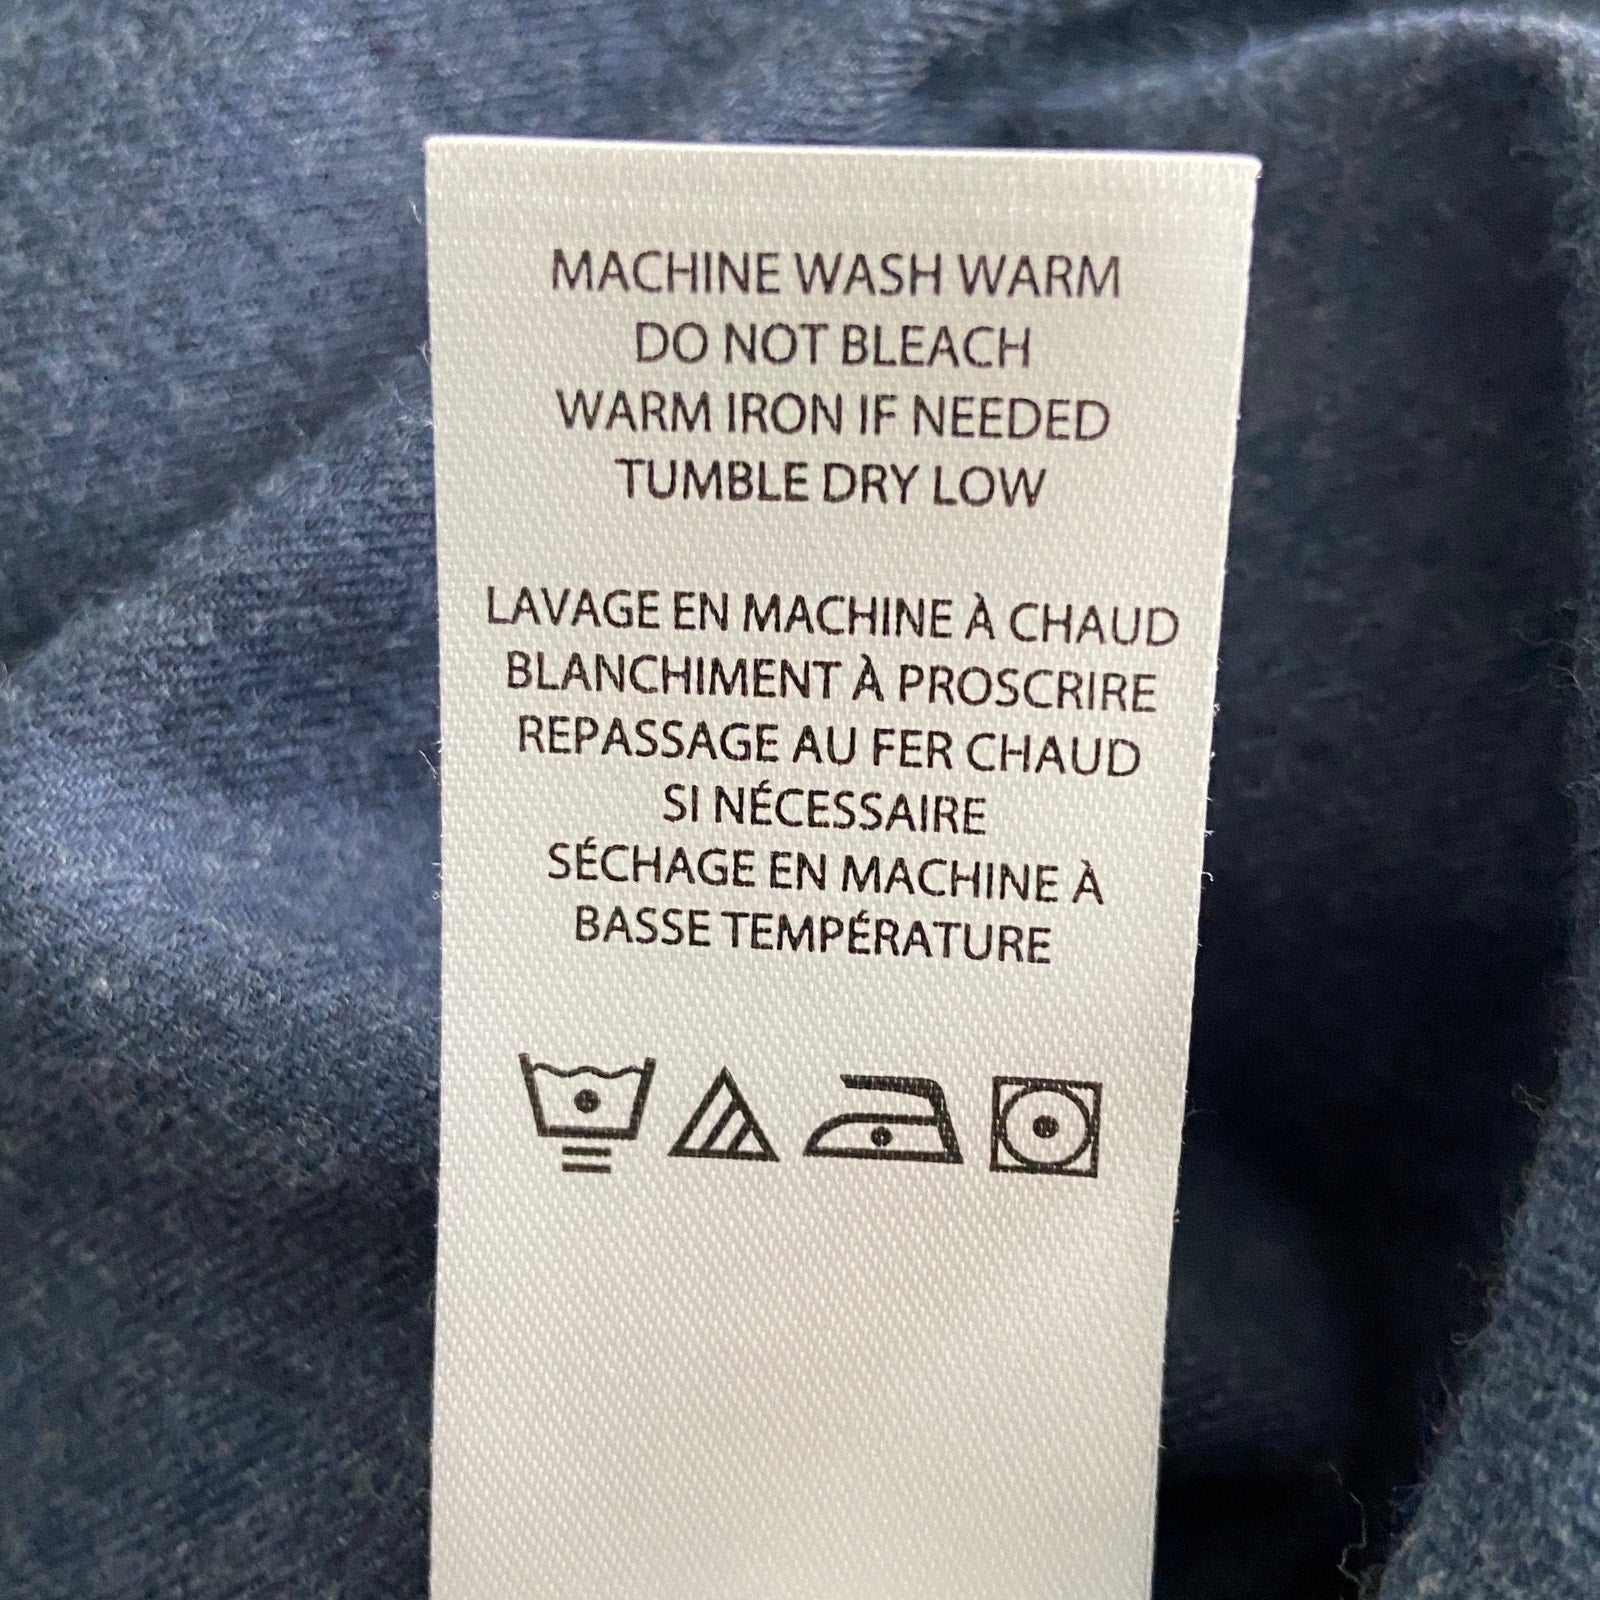 MACHINE WASH WARM
DO NOT BLEACH
WARM IRON IF NEEDED
TUMBLE DRY LOW
LAVAGE EN MACHINE À CHAUD
BLANCHIMENT À PROSCRIRE
REPASSAGE AU FER CHAUD
SI NÉCESSAIRE
SÉCHAGE EN MACHINE À
BASSE TEMPÉRATURE